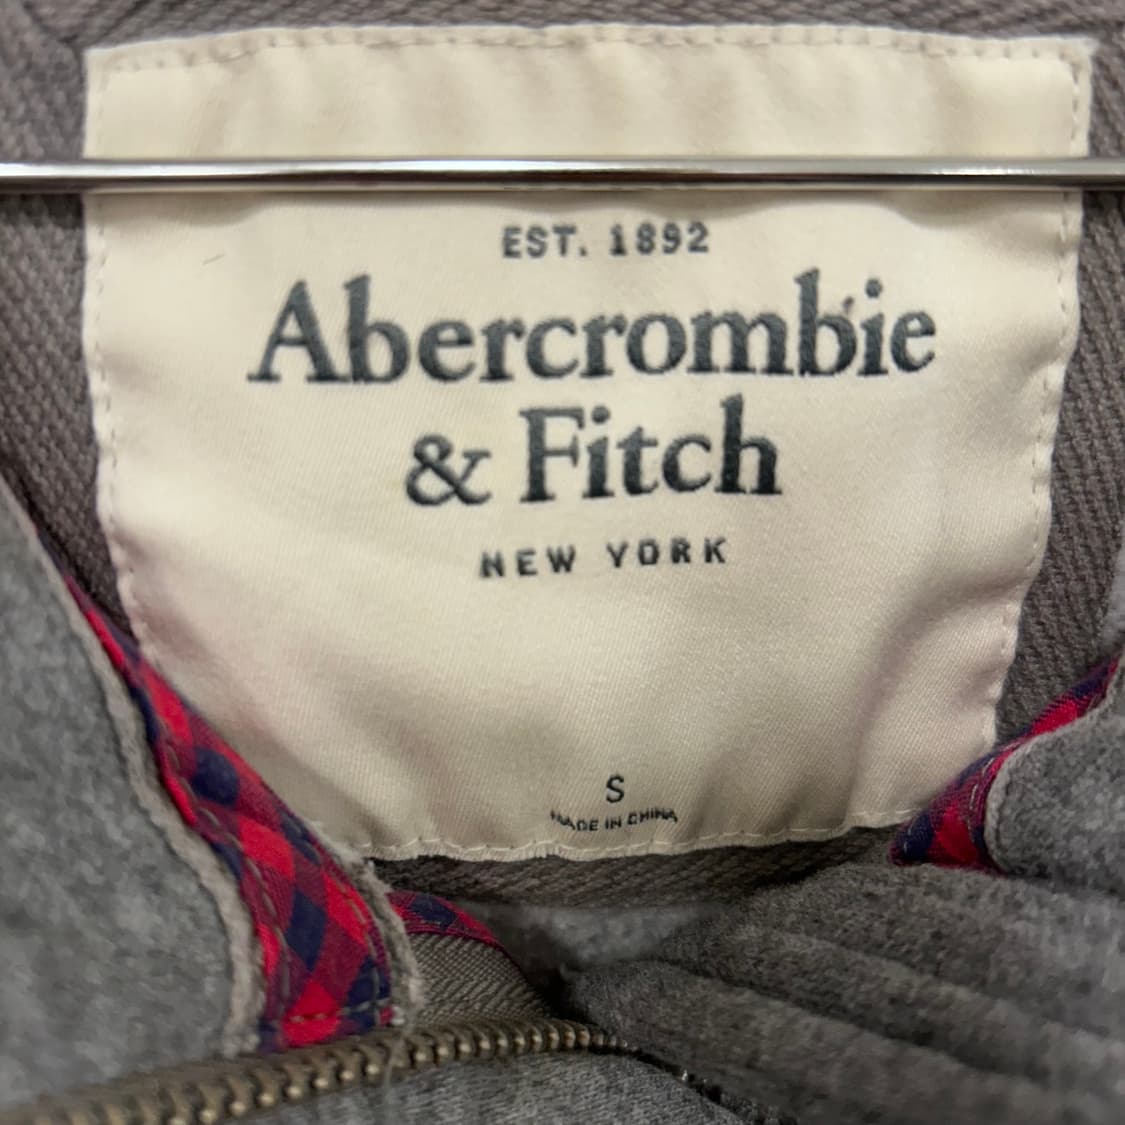 EST. 1892
Abercrombie
& Fitch
NEW YORK
S
MADE IN CHINA